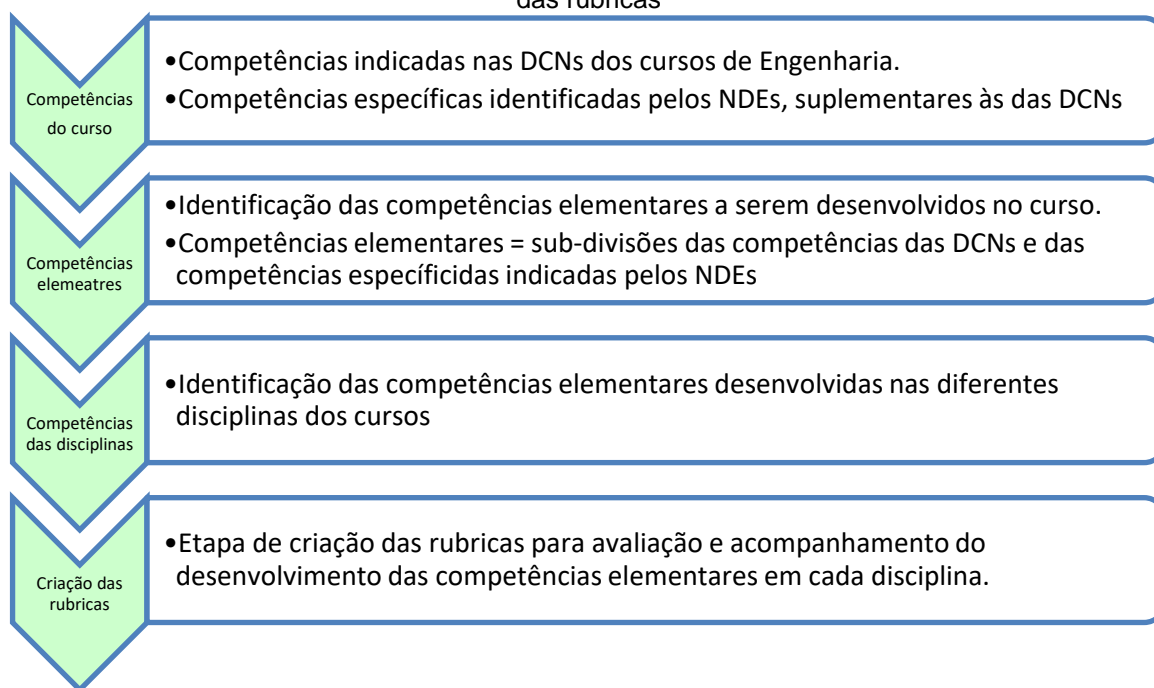 das rubricas
Competências
do curso
•Competências indicadas nas DCNs dos cursos de Engenharia.
•Competências específicas identificadas pelos NDEs, suplementares às das DCNs
Competências
elemeatres
•Identificação das competências elementares a serem desenvolvidos no curso.
•Competências elementares = sub-divisões das competências das DCNs e das
competências específicidas indicadas pelos NDEs
Competências
das disciplinas
•Identificação das competências elementares desenvolvidas nas diferentes
disciplinas dos cursos
Criação das
rubricas
•Etapa de criação das rubricas para avaliação e acompanhamento do
desenvolvimento das competências elementares em cada disciplina.